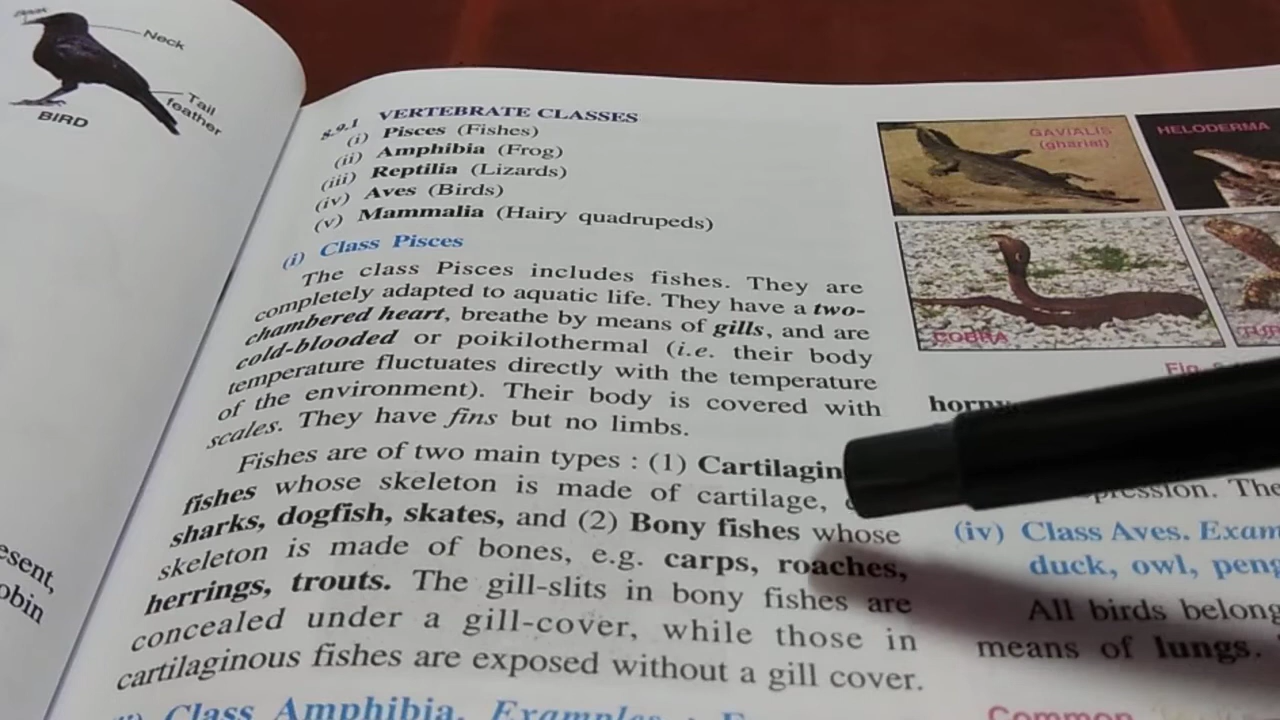 Beak
Neck
Tail
feather
BIRD
esent,
obin
8.9.1 VERTEBRATE CLASSES
(i) Pisces (Fishes)
(ii) Amphibia (Frog)
(iii) Reptilia (Lizards)
(iv) Aves (Birds)
(v) Mammalia (Hairy quadrupeds)
(i) Class Pisces
The class Pisces includes fishes. They are
completely adapted to aquatic life. They have a two-
chambered heart, breathe by means of gills, and are
cold-blooded or poikilothermal (i.e. their body
temperature fluctuates directly with the temperature
of the environment). Their body is covered with
scales. They have fins but no limbs.
Fishes are of two main types : (1) Cartilagin
fishes whose skeleton is made of cartilage,
sharks, dogfish, skates, and (2) Bony fishes whose
skeleton is made of bones, e.g. carps, roaches,
herrings, trouts. The gill-slits in bony fishes are
concealed under a gill-cover, while those in
cartilaginous fishes are exposed without a gill cover.
Class Amphibia. Examples :
GAVIALIS
(gharial)
HELODERMA
COBRA
TUR
Fig.
horny
pression. The
(iv) Class Aves. Exam
duck, owl, peng
All birds belong
means of lungs.
Common